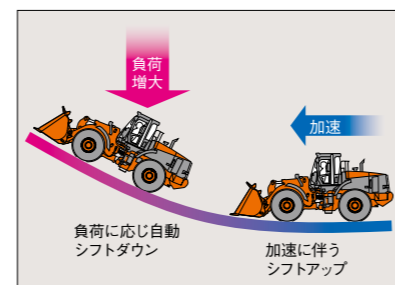 負荷
増大
加速
負荷に応じ自動
シフトダウン
加速に伴う
シフトアップ